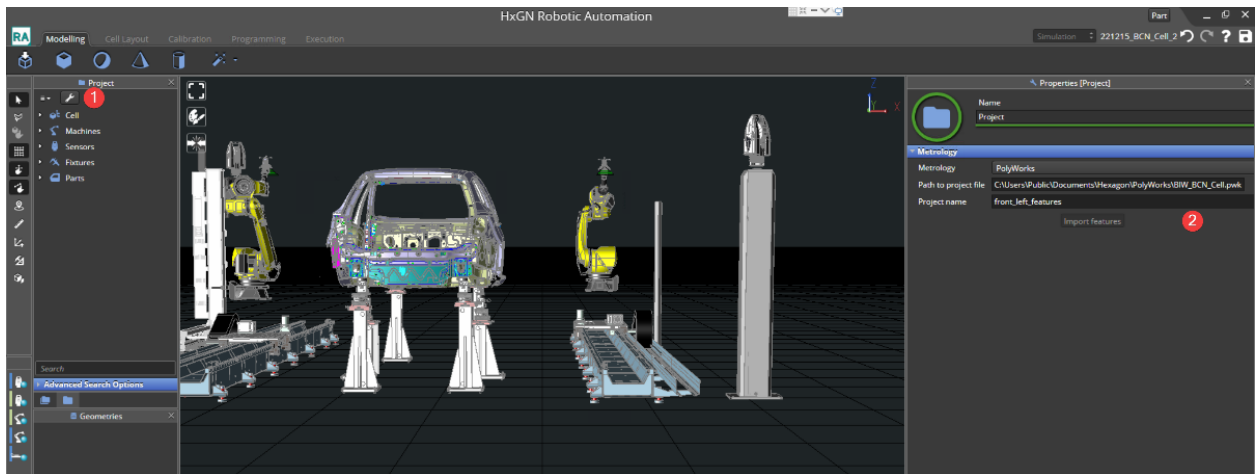 HxGN Robotic Automation
Part
RA
Modelling
Cell Layout
Calibration
Programming
Execution
Simulation
221215_BCN_Cell_2
Project
1
Cell
Machines
Sensors
Fixtures
Parts
Search
Advanced Search Options
Geometries
Z
Y
X
Properties [Project]
Name
Project
Metrology
Metrology PolyWorks
Path to project file C:\Users\Public\Documents\Hexagon\PolyWorks\BIW_BCN_Cell.pwk
Project name front_left_features
Import features
2